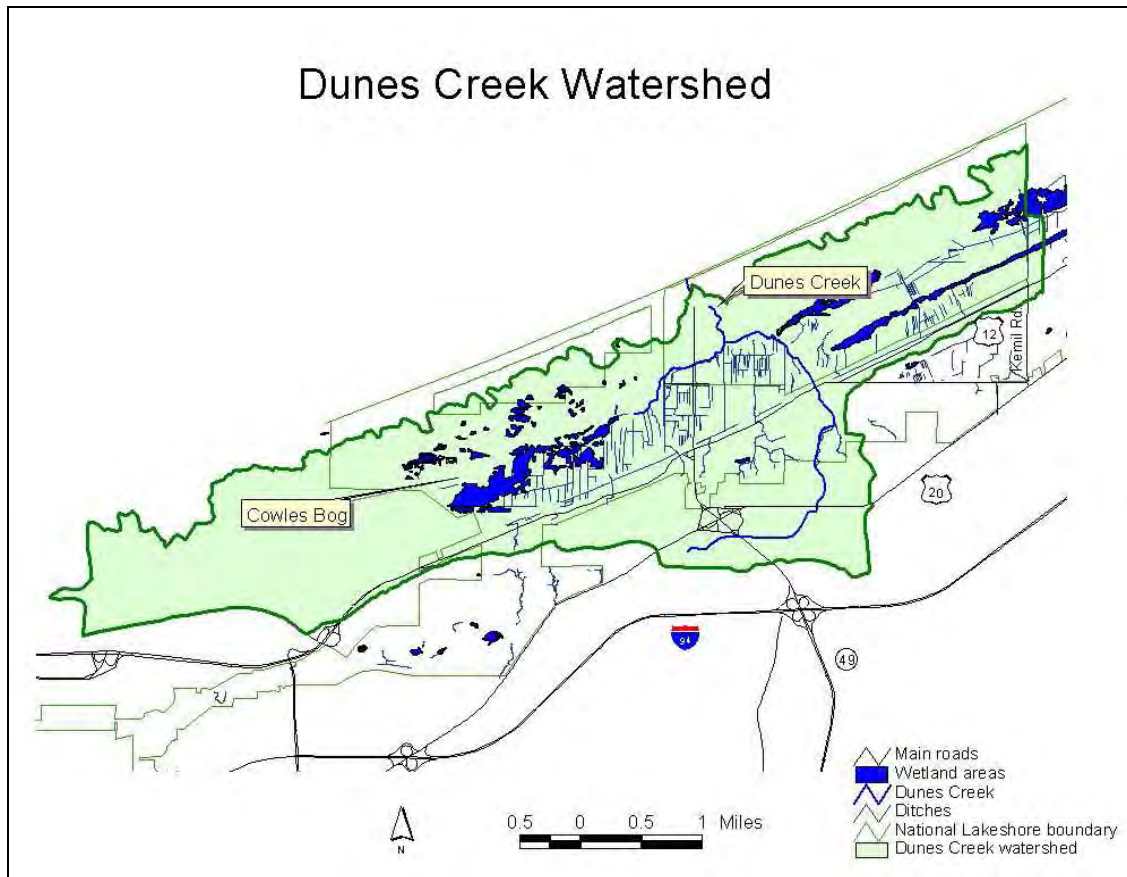 Dunes Creek Watershed
Dunes Creek
12
Kemil Rd
20
Cowles Bog
94
49
Main roads
Wetland areas
Dunes Creek
Ditches
National Lakeshore boundary
Dunes Creek watershed
N
0.5 0 0.5 1 Miles